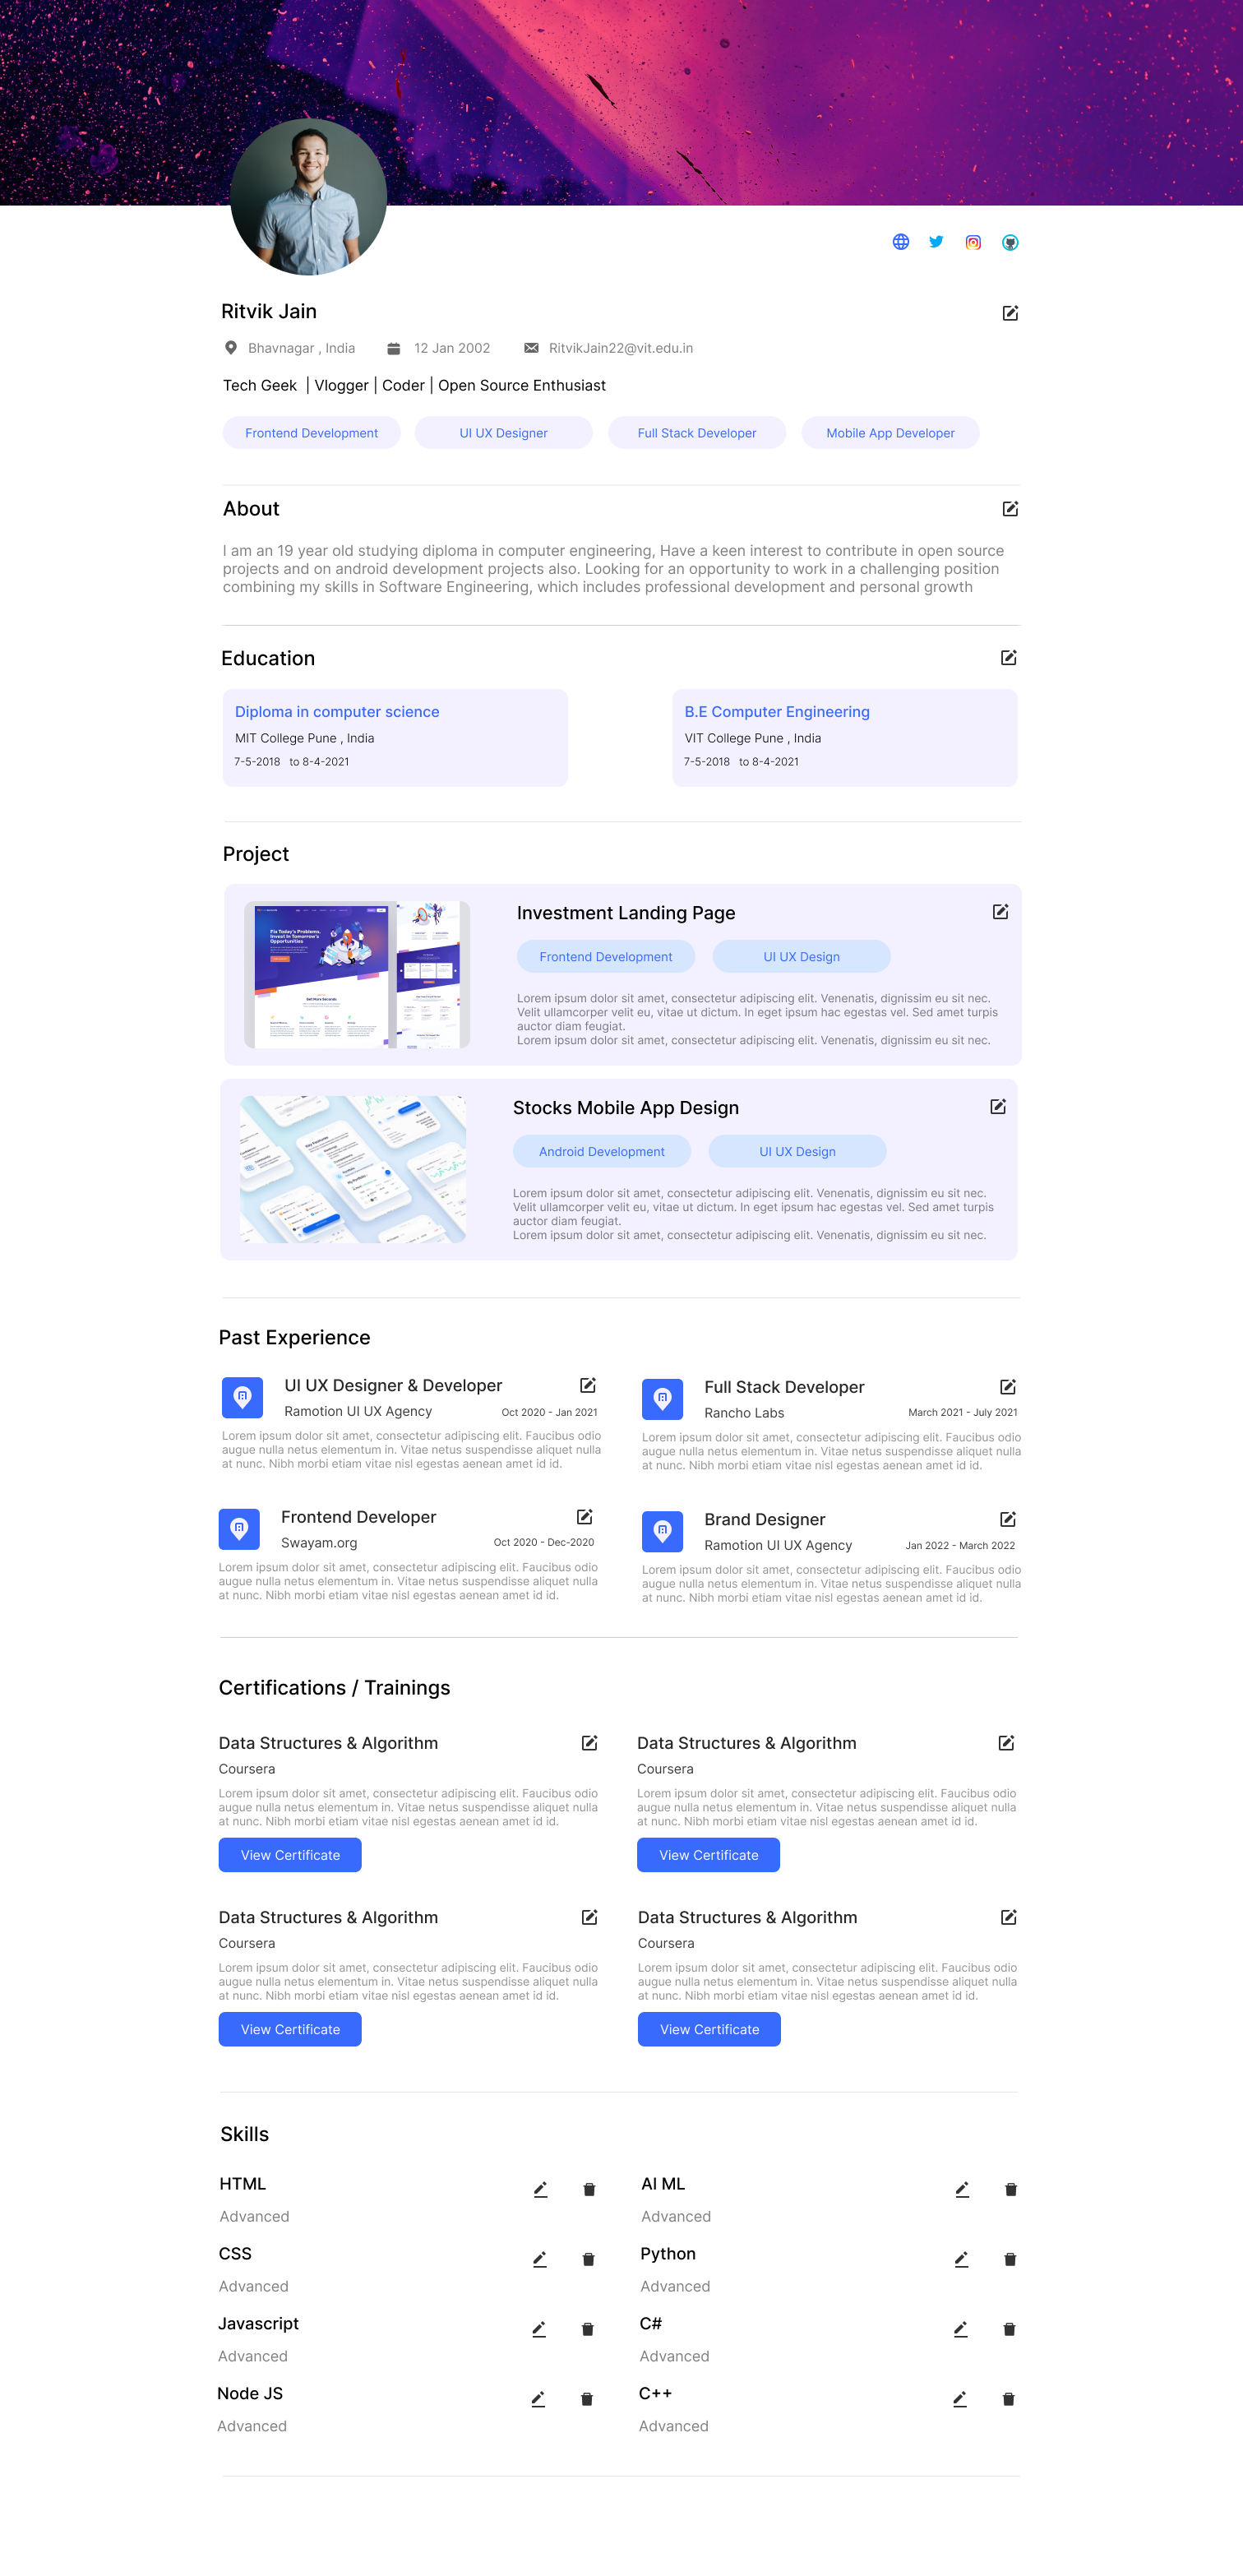 Ritvik Jain
Bhavnagar , India
12 Jan 2002
RitvikJain22@vit.edu.in
Tech Geek | Vlogger | Coder | Open Source Enthusiast
Frontend Development
UI UX Designer
Full Stack Developer
Mobile App Developer
About
I am an 19 year old studying diploma in computer engineering, Have a keen interest to contribute in open source
projects and on android development projects also. Looking for an opportunity to work in a challenging position
combining my skills in Software Engineering, which includes professional development and personal growth
Education
Diploma in computer science
MIT College Pune , India
7-5-2018 to 8-4-2021
B.E Computer Engineering
VIT College Pune , India
7-5-2018 to 8-4-2021
Project
Fix Today's Problems.
Invest In Tomorrow's
Opportunities
Investment Landing Page
Frontend Development
UI UX Design
Lorem ipsum dolor sit amet, consectetur adipiscing elit. Venenatis, dignissim eu sit nec.
Velit ullamcorper velit eu, vitae ut dictum. In eget ipsum hac egestas vel. Sed amet turpis
auctor diam feugiat.
Lorem ipsum dolor sit amet, consectetur adipiscing elit. Venenatis, dignissim eu sit nec.
Stocks Mobile App Design
Android Development
UI UX Design
Lorem ipsum dolor sit amet, consectetur adipiscing elit. Venenatis, dignissim eu sit nec.
Velit ullamcorper velit eu, vitae ut dictum. In eget ipsum hac egestas vel. Sed amet turpis
auctor diam feugiat.
Lorem ipsum dolor sit amet, consectetur adipiscing elit. Venenatis, dignissim eu sit nec.
Past Experience
UI UX Designer & Developer
Ramotion UI UX Agency
Oct 2020 - Jan 2021
Lorem ipsum dolor sit amet, consectetur adipiscing elit. Faucibus odio
augue nulla netus elementum in. Vitae netus suspendisse aliquet nulla
at nunc. Nibh morbi etiam vitae nisl egestas aenean amet id id.
Full Stack Developer
Rancho Labs
March 2021 - July 2021
Lorem ipsum dolor sit amet, consectetur adipiscing elit. Faucibus odio
augue nulla netus elementum in. Vitae netus suspendisse aliquet nulla
at nunc. Nibh morbi etiam vitae nisl egestas aenean amet id id.
Frontend Developer
Swayam.org
Oct 2020 - Dec-2020
Lorem ipsum dolor sit amet, consectetur adipiscing elit. Faucibus odio
augue nulla netus elementum in. Vitae netus suspendisse aliquet nulla
at nunc. Nibh morbi etiam vitae nisl egestas aenean amet id id.
Brand Designer
Ramotion UI UX Agency
Jan 2022 - March 2022
Lorem ipsum dolor sit amet, consectetur adipiscing elit. Faucibus odio
augue nulla netus elementum in. Vitae netus suspendisse aliquet nulla
at nunc. Nibh morbi etiam vitae nisl egestas aenean amet id id.
Certifications / Trainings
Data Structures & Algorithm
Coursera
Lorem ipsum dolor sit amet, consectetur adipiscing elit. Faucibus odio
augue nulla netus elementum in. Vitae netus suspendisse aliquet nulla
at nunc. Nibh morbi etiam vitae nisl egestas aenean amet id id.
View Certificate
Data Structures & Algorithm
Coursera
Lorem ipsum dolor sit amet, consectetur adipiscing elit. Faucibus odio
augue nulla netus elementum in. Vitae netus suspendisse aliquet nulla
at nunc. Nibh morbi etiam vitae nisl egestas aenean amet id id.
View Certificate
Data Structures & Algorithm
Coursera
Lorem ipsum dolor sit amet, consectetur adipiscing elit. Faucibus odio
augue nulla netus elementum in. Vitae netus suspendisse aliquet nulla
at nunc. Nibh morbi etiam vitae nisl egestas aenean amet id id.
View Certificate
Data Structures & Algorithm
Coursera
Lorem ipsum dolor sit amet, consectetur adipiscing elit. Faucibus odio
augue nulla netus elementum in. Vitae netus suspendisse aliquet nulla
at nunc. Nibh morbi etiam vitae nisl egestas aenean amet id id.
View Certificate
Skills
HTML
Advanced
AI ML
Advanced
CSS
Advanced
Python
Advanced
Javascript
Advanced
C#
Advanced
Node JS
Advanced
C++
Advanced